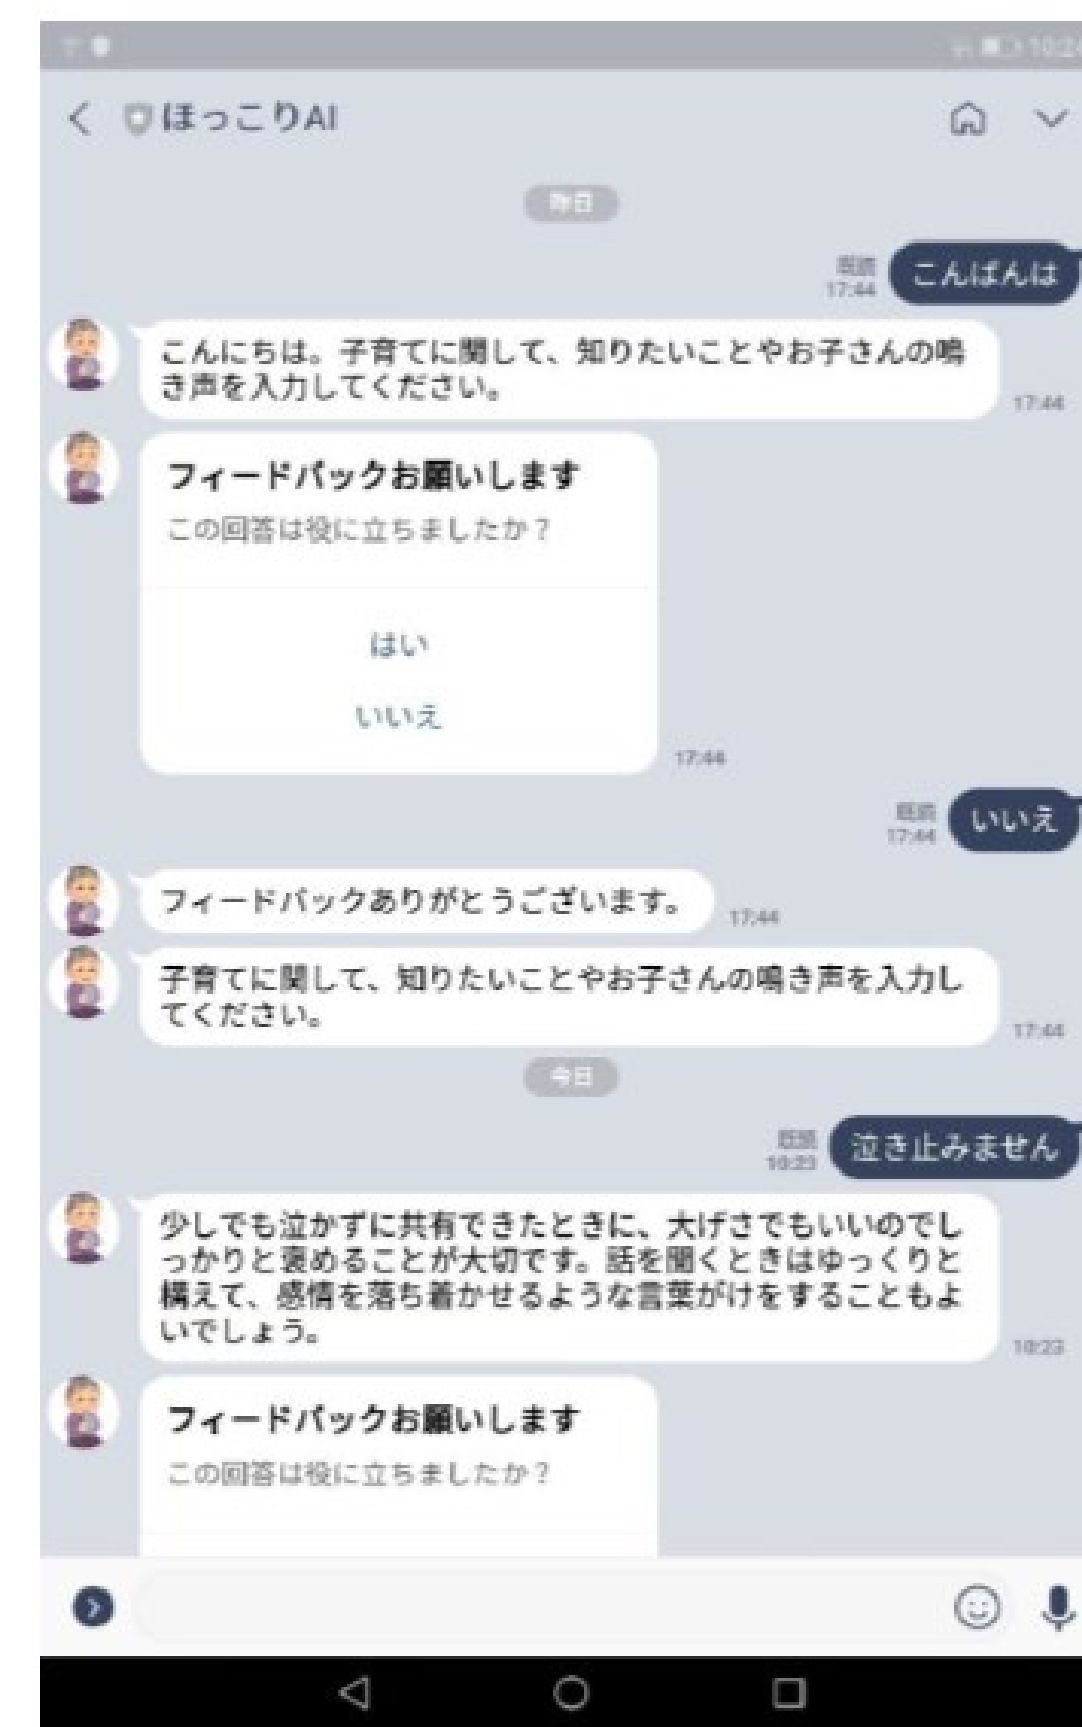 10:24
ほっこりAI
昨日
こんばんは
既読
17:44
こんにちは。子育てに関して、知りたいことやお子さんの鳴
き声を入力してください。
17:44
フィードバックお願いします
この回答は役に立ちましたか？
はい
いいえ
17:44
いいえ
既読
17:44
フィードバックありがとうございます。
17:44
子育てに関して、知りたいことやお子さんの鳴き声を入力し
てください。
17:44
今日
泣き止みません
既読
10:23
少しでも泣かずに共有できたときに、大げさでもいいのでし
っかりと褒めることが大切です。話を聞くときはゆっくりと
構えて、感情を落ち着かせるような言葉がけをすることもよ
いでしょう。
10:23
フィードバックお願いします
この回答は役に立ちましたか？